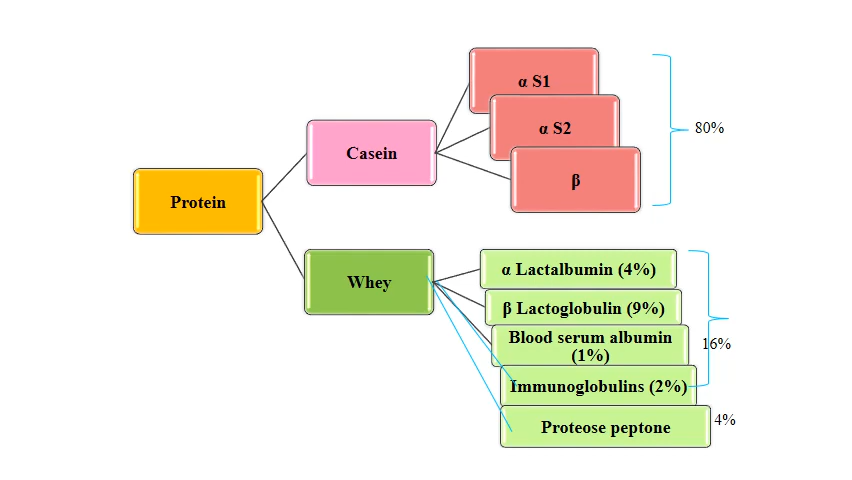 α S1
α S2
β
80%
Casein
Protein
Whey
α Lactalbumin (4%)
β Lactoglobulin (9%)
Blood serum albumin
(1%)
16%
Immunoglobulins (2%)
Proteose peptone
4%